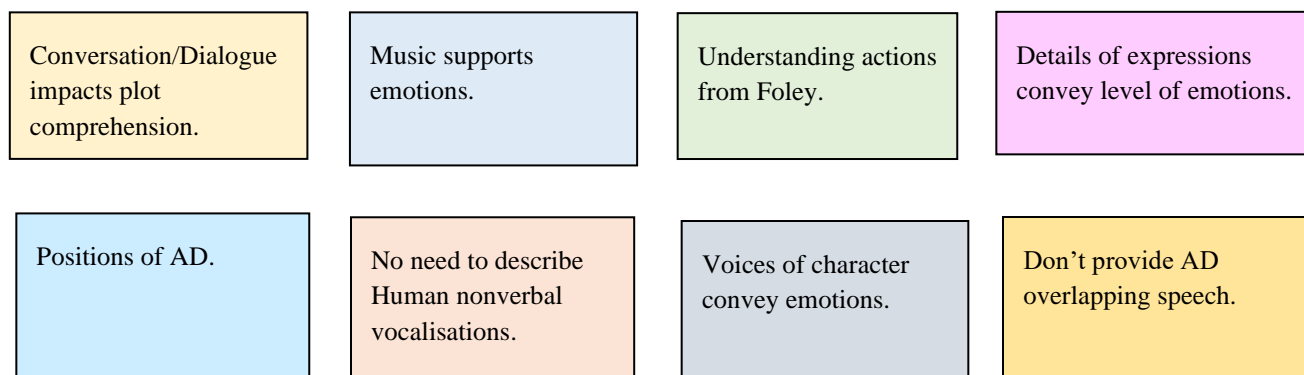 Conversation/Dialogue
impacts plot
comprehension.
Music supports
emotions.
Understanding actions
from Foley.
Details of expressions
convey level of emotions.
Positions of AD.
No need to describe
Human nonverbal
vocalisations.
Voices of character
convey emotions.
Don’t provide AD
overlapping speech.